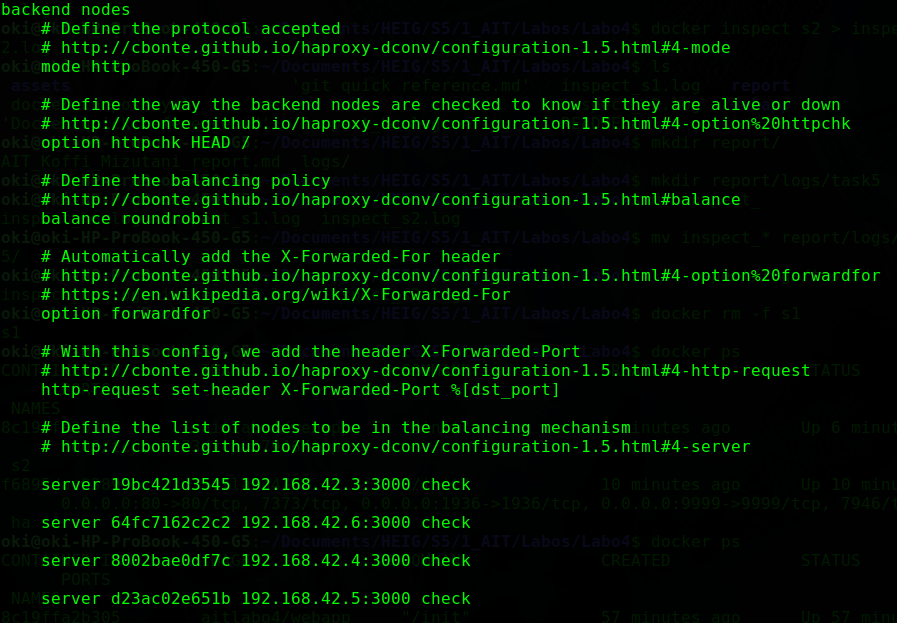 backend nodes
# Define the protocol accepted
# http://cbonte.github.io/haproxy-dconv/configuration-1.5.html#4-mode
mode http
# Define the way the backend nodes are checked to know if they are alive or down
# http://cbonte.github.io/haproxy-dconv/configuration-1.5.html#4-option%20httpchk
option httpchk HEAD /
# Define the balancing policy
# http://cbonte.github.io/haproxy-dconv/configuration-1.5.html#balance
balance roundrobin
# Automatically add the X-Forwarded-For header
# http://cbonte.github.io/haproxy-dconv/configuration-1.5.html#4-option%20forwardfor
# https://en.wikipedia.org/wiki/X-Forwarded-For
option forwardfor
# With this config, we add the header X-Forwarded-Port
# http://cbonte.github.io/haproxy-dconv/configuration-1.5.html#4-http-request
http-request set-header X-Forwarded-Port %[dst_port]
# Define the list of nodes to be in the balancing mechanism
# http://cbonte.github.io/haproxy-dconv/configuration-1.5.html#4-server
server 19bc421d3545 192.168.42.3:3000 check
server 64fc7162c2c2 192.168.42.6:3000 check
server 8002bae0df7c 192.168.42.4:3000 check
server d23ac02e651b 192.168.42.5:3000 check